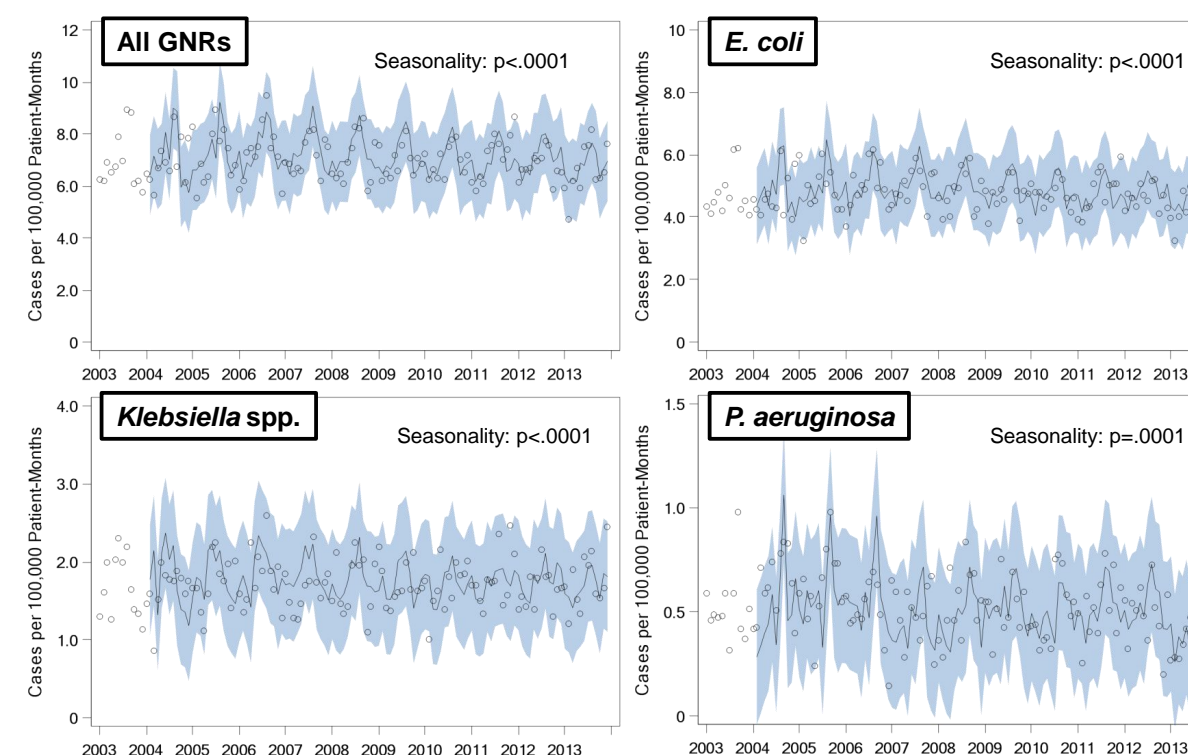 All GNRs
Seasonality: p<.0001
Cases per 100,000 Patient-Months
12
10
8.0
6.0
4.0
2.0
0
2003 2004 2005 2006 2007 2008 2009 2010 2011 2012 2013
E. coli
Seasonality: p<.0001
Cases per 100,000 Patient-Months
10
8.0
6.0
4.0
2.0
0
2003 2004 2005 2006 2007 2008 2009 2010 2011 2012 2013
Klebsiella spp.
Seasonality: p<.0001
Cases per 100,000 Patient-Months
4.0
3.0
2.0
1.0
0
2003 2004 2005 2006 2007 2008 2009 2010 2011 2012 2013
P. aeruginosa
Seasonality: p=.0001
Cases per 100,000 Patient-Months
1.5
1.0
0.5
0
2003 2004 2005 2006 2007 2008 2009 2010 2011 2012 2013